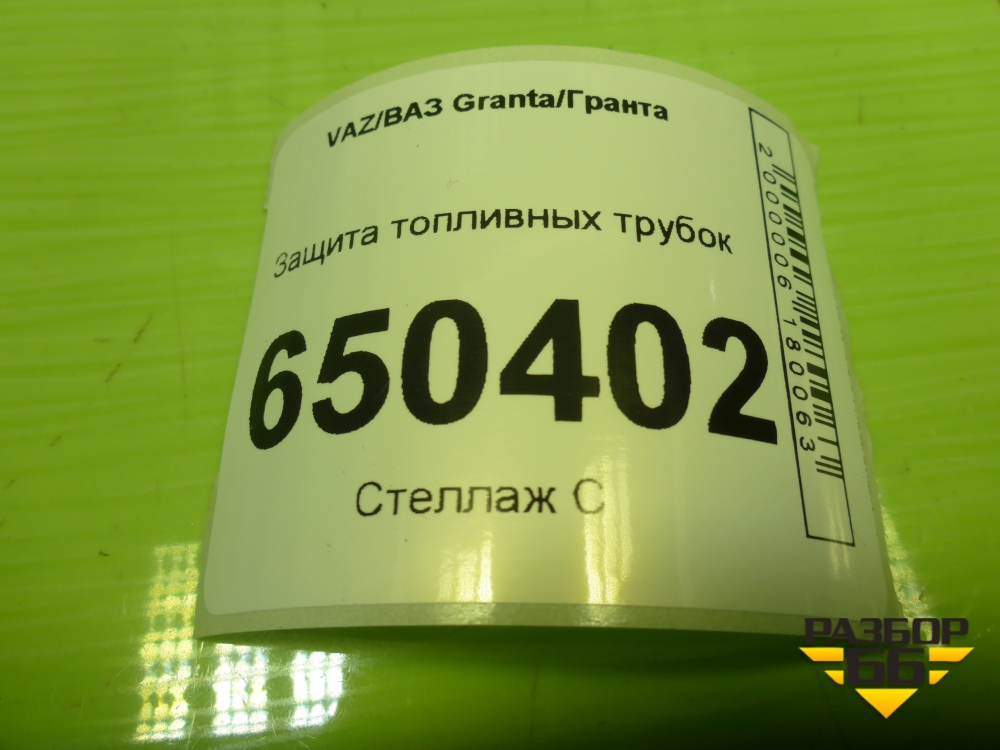 VAZ/ВАЗ Granta/Гранта
Защита топливных трубок
650402
Стеллаж С
2000006180063
РАЗБОР
66